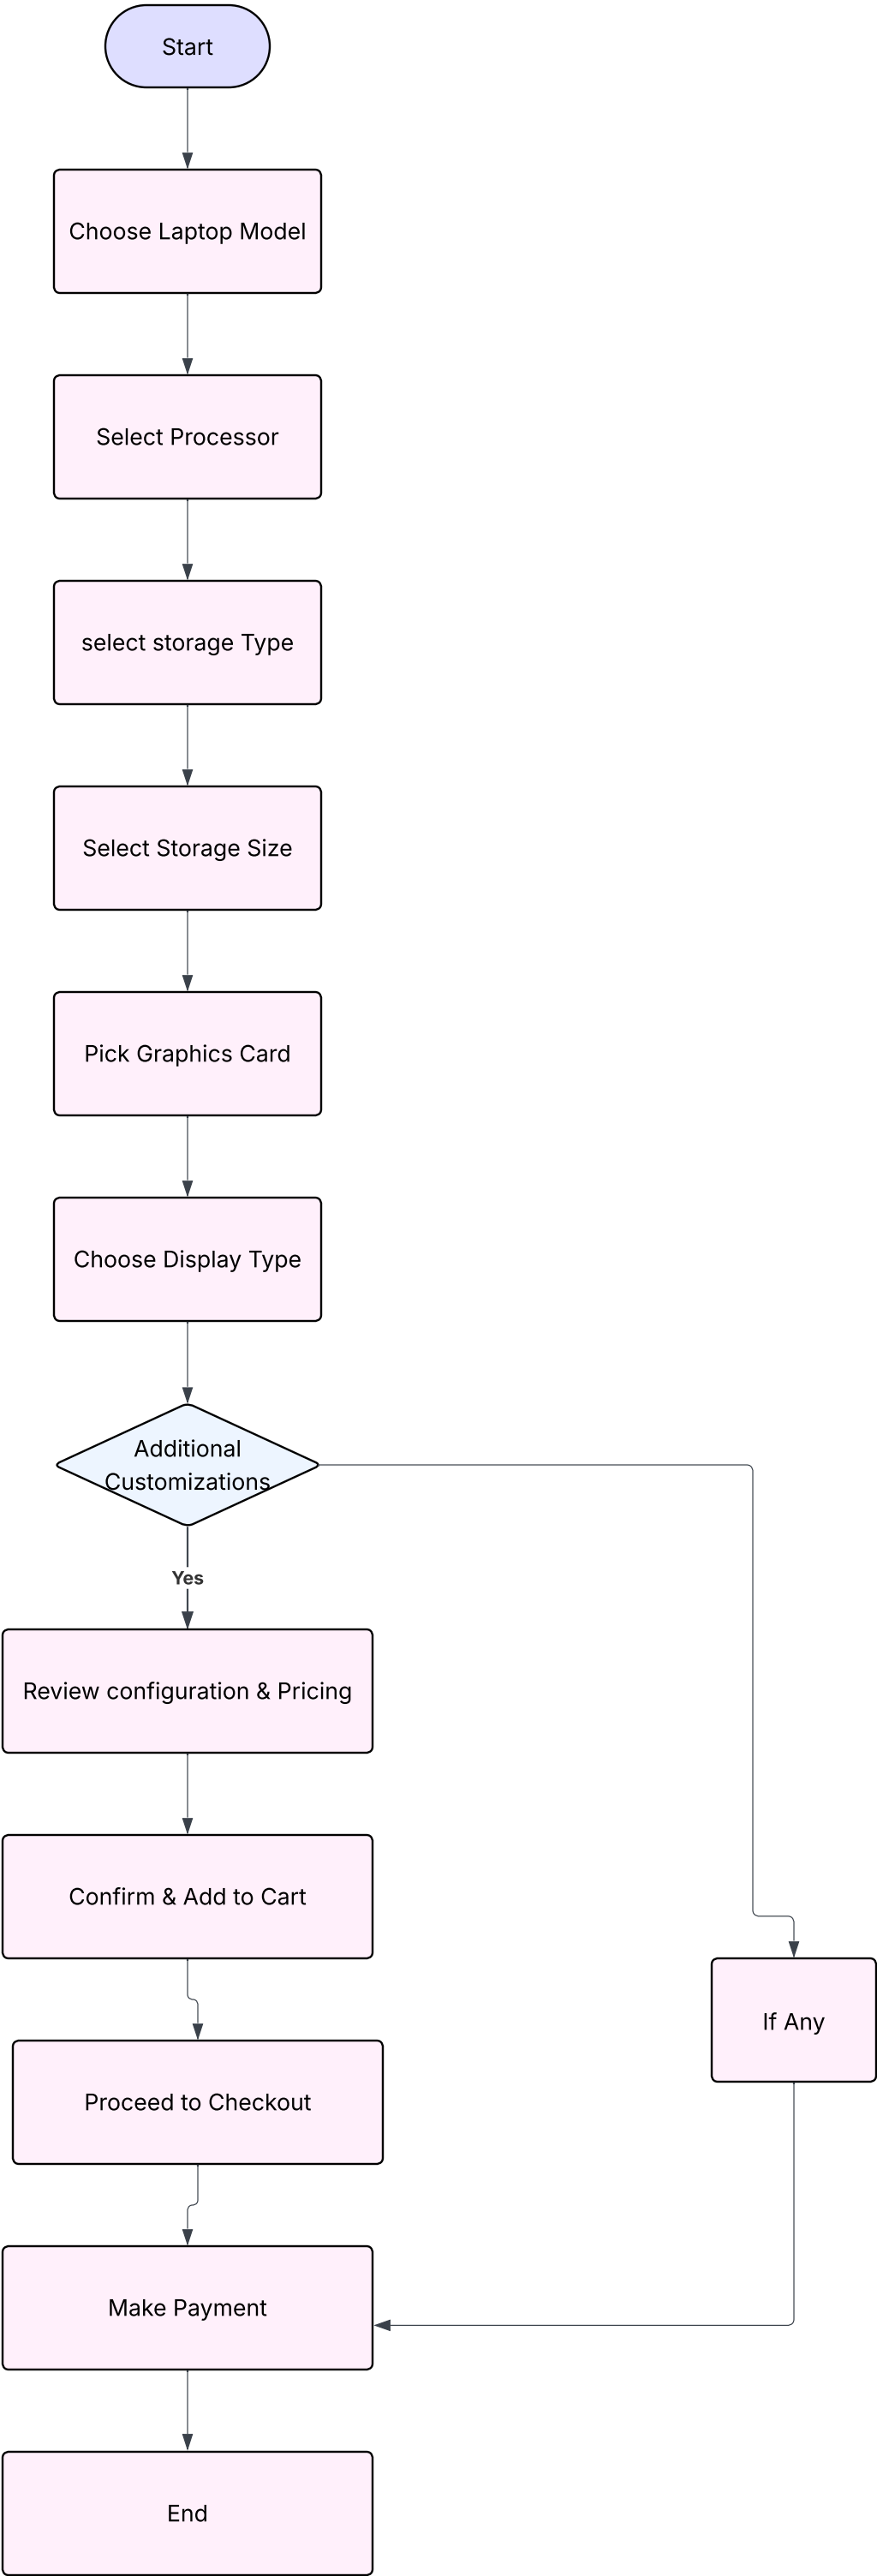 Start
Choose Laptop Model
Select Processor
select storage Type
Select Storage Size
Pick Graphics Card
Choose Display Type
Additional
Customizations
Yes
Review configuration & Pricing
Confirm & Add to Cart
If Any
Proceed to Checkout
Make Payment
End